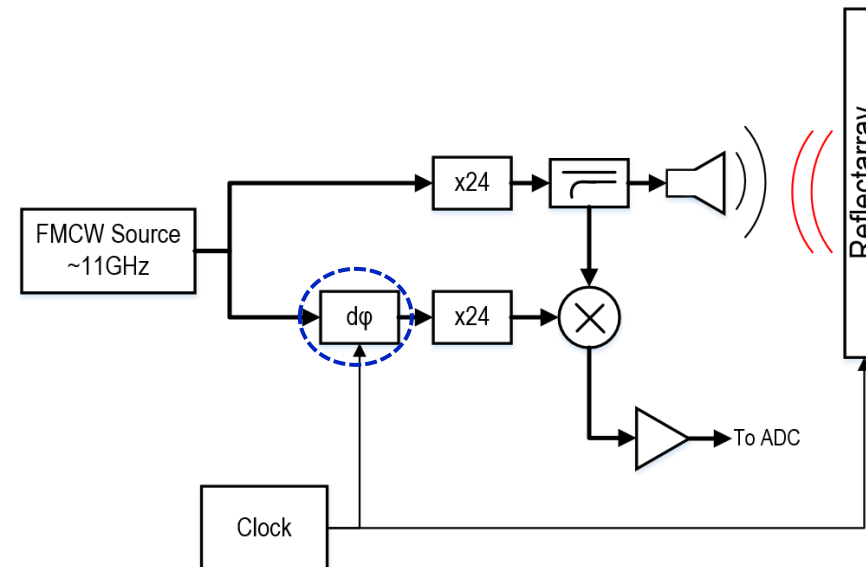 x24
FMCW Source
~11GHz
dφ
x24
To ADC
Clock
Reflectarray